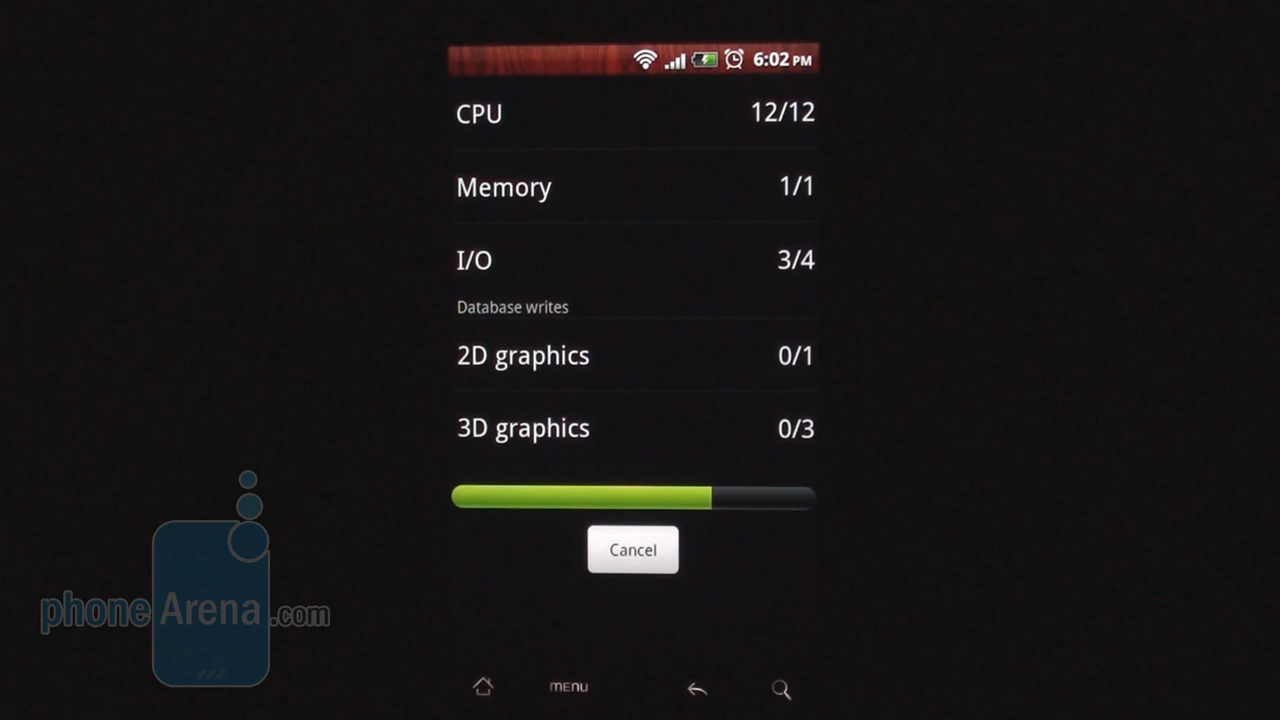 6:02 PM
CPU 12/12
Memory 1/1
I/O 3/4
Database writes
2D graphics 0/1
3D graphics 0/3
Cancel
phoneArena.com
MENU